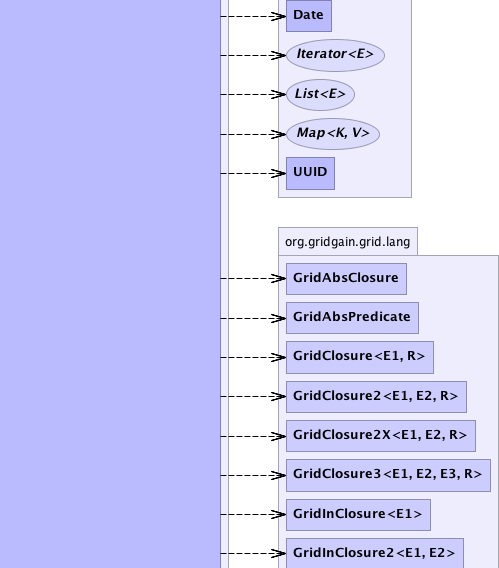 Date
Iterator<E>
List<E>
Map<K, V>
UUID
org.gridgain.grid.lang
GridAbsClosure
GridAbsPredicate
GridClosure<E1, R>
GridClosure2<E1, E2, R>
GridClosure2X<E1, E2, R>
GridClosure3<E1, E2, E3, R>
GridInClosure<E1>
GridInClosure2<E1, E2>